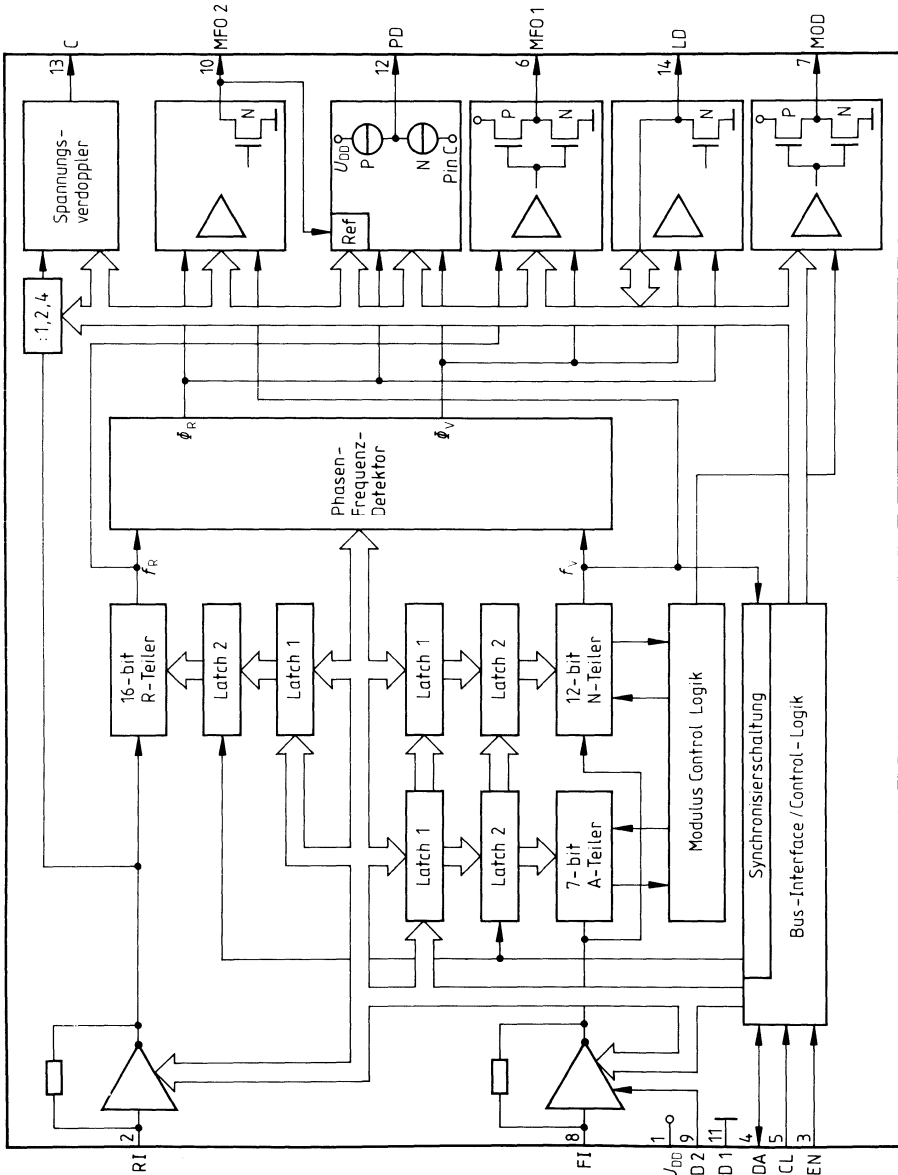 13 C
10 MFO 2
12 PD
6 MFO 1
14 LD
7 MOD
Spannungs-
verdoppler
:1,2,4
N
Ref
U_DD
P
N
Pin C
P
N
N
P
N
Φ_R
Φ_V
Phasen-
Frequenz-
Detektor
f_R
f_V
16-bit
R-Teiler
Latch 2
Latch 1
Latch 1
Latch 2
12-bit
N-Teiler
Latch 1
Latch 2
7-bit
A-Teiler
Modulus Control Logik
Synchronisierschaltung
Bus-Interface / Control-Logik
RI 2
FI 8
1
9 D 2
11 D 1
4 DA
5 CL
3 EN